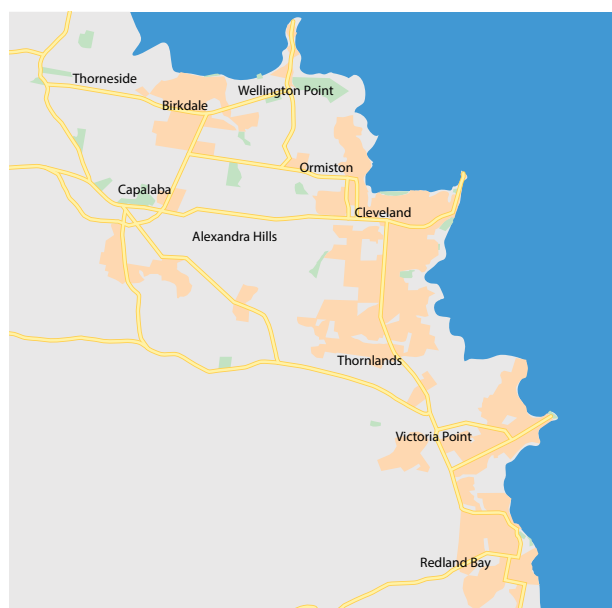 Thorneside
Wellington Point
Birkdale
Ormiston
Capalaba
Cleveland
Alexandra Hills
Thornlands
Victoria Point
Redland Bay